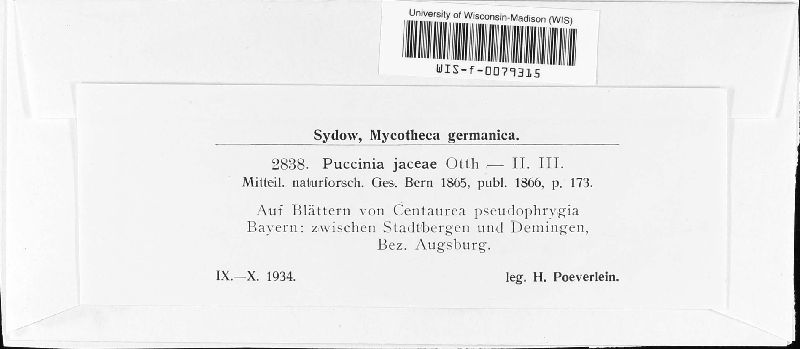 University of Wisconsin-Madison (WIS)
WIS-f-0079315
Sydow, Mycotheca germanica.
2838. Puccinia jaceae Otth — II. III.
Mitteil. naturforsch. Ges. Bern 1865, publ. 1866, p. 173.
Auf Blättern von Centaurea pseudophrygia
Bayern: zwischen Stadtbergen und Demingen,
Bez. Augsburg.
IX.—X. 1934. leg. H. Poeverlein.